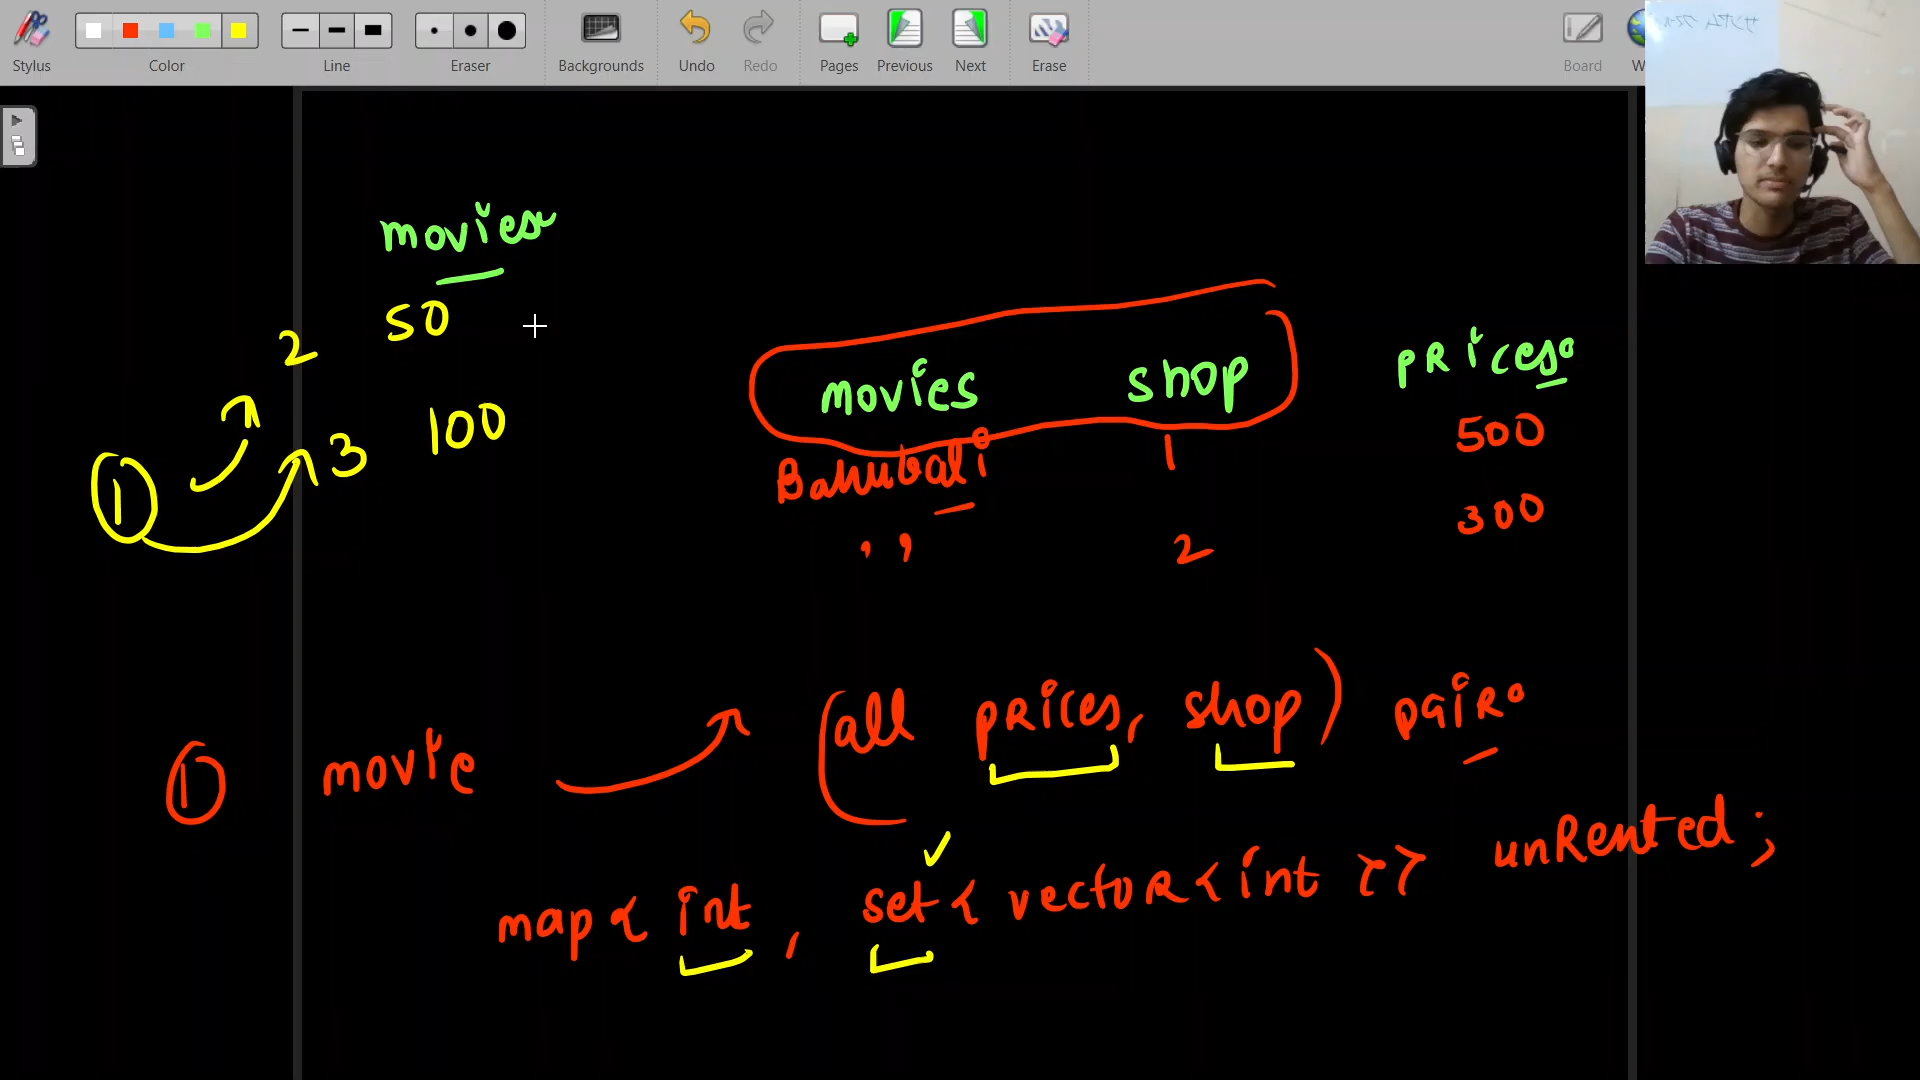 Stylus Color Line Eraser Backgrounds Undo Redo Pages Previous Next Erase Board
movies
2 50
3 100
1
movies shop prices
Bahubali 1 500
,, 2 300
1 movie (all prices, shop) pair
map< int , set< vector<int >> unRented;